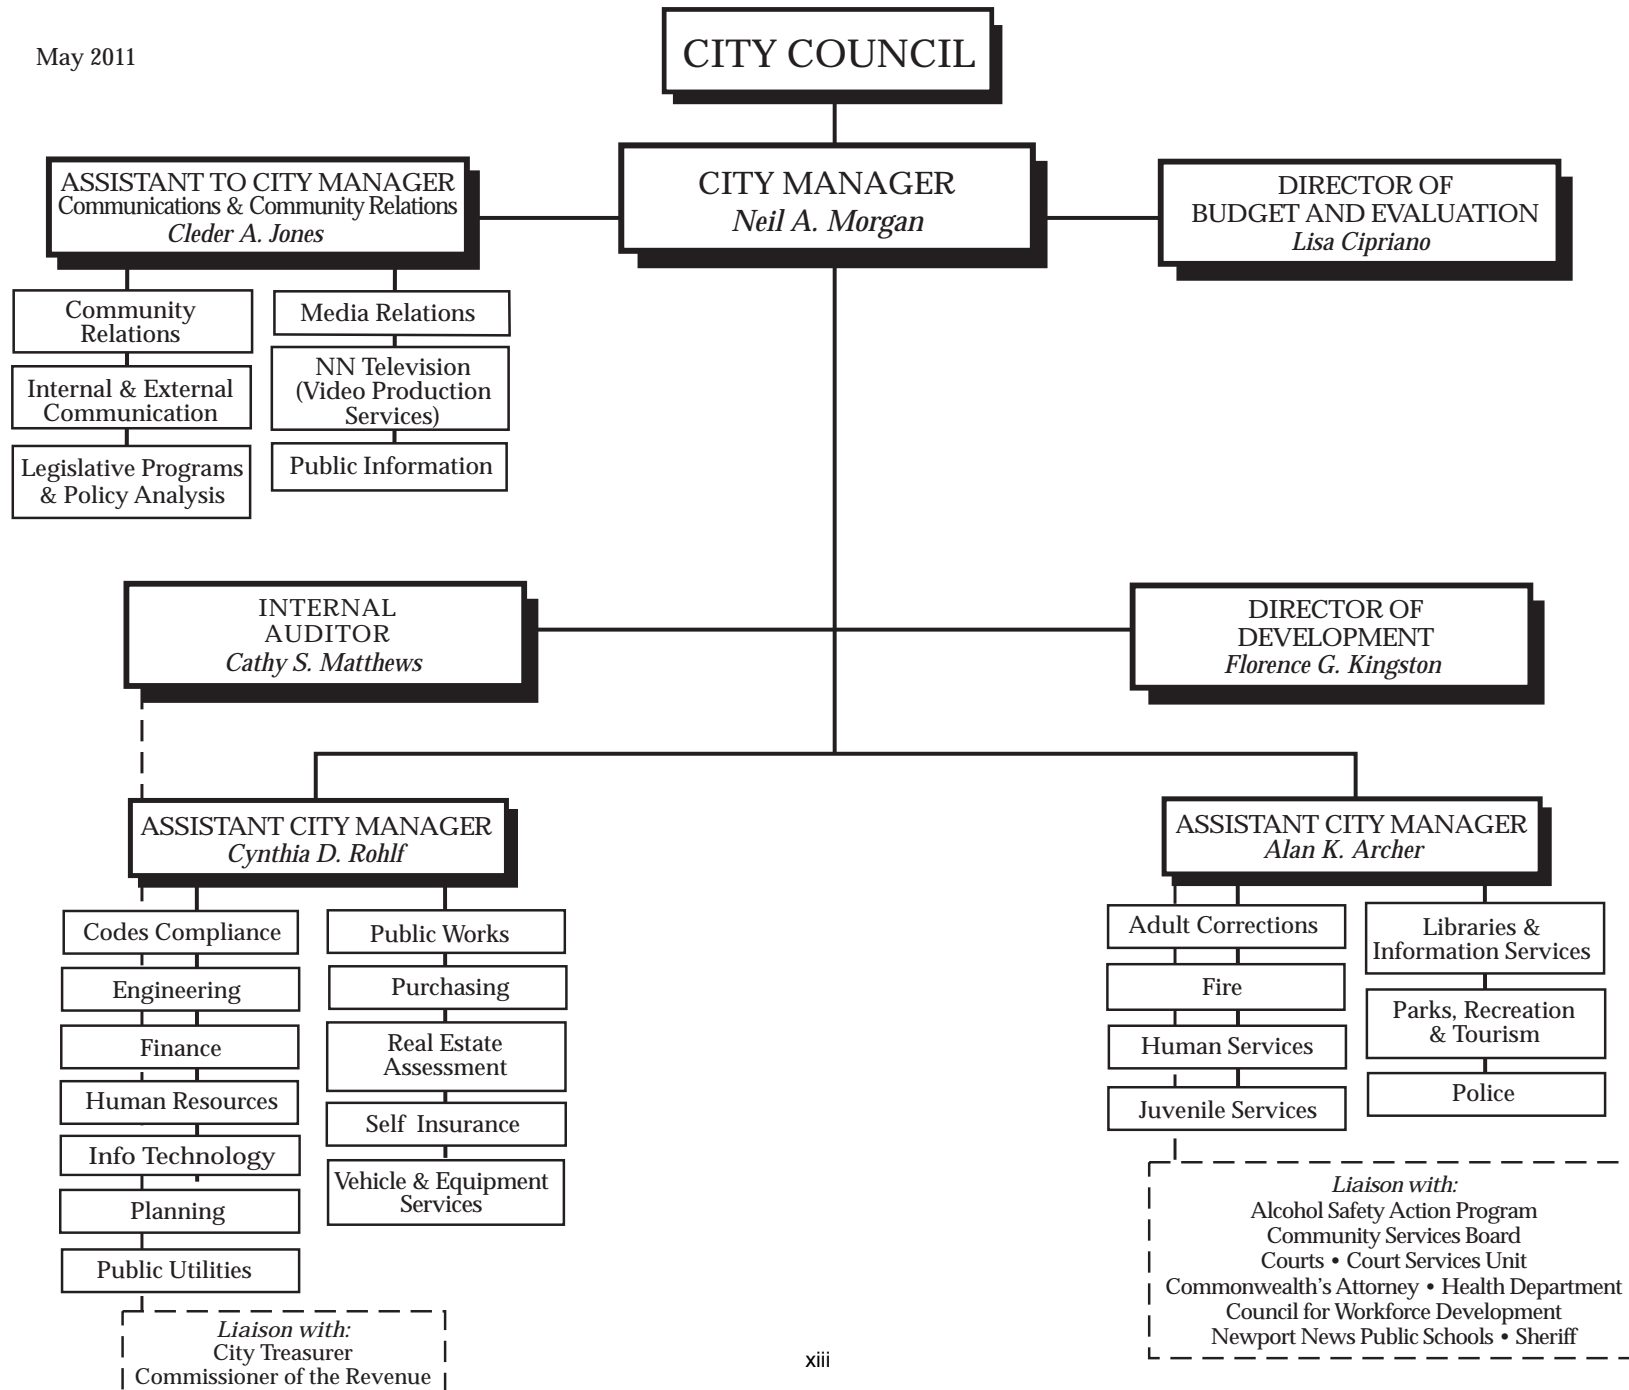 May 2011
CITY COUNCIL
CITY MANAGER
Neil A. Morgan
ASSISTANT TO CITY MANAGER
Communications & Community Relations
Cleder A. Jones
DIRECTOR OF
BUDGET AND EVALUATION
Lisa Cipriano
Community
Relations
Internal & External
Communication
Legislative Programs
& Policy Analysis
Media Relations
NN Television
(Video Production
Services)
Public Information
INTERNAL
AUDITOR
Cathy S. Matthews
DIRECTOR OF
DEVELOPMENT
Florence G. Kingston
ASSISTANT CITY MANAGER
Cynthia D. Rohlf
Codes Compliance
Engineering
Finance
Human Resources
Info Technology
Planning
Public Utilities
Public Works
Purchasing
Real Estate
Assessment
Self Insurance
Vehicle & Equipment
Services
Liaison with:
City Treasurer
Commissioner of the Revenue
ASSISTANT CITY MANAGER
Alan K. Archer
Adult Corrections
Fire
Human Services
Juvenile Services
Libraries &
Information Services
Parks, Recreation
& Tourism
Police
Liaison with:
Alcohol Safety Action Program
Community Services Board
Courts • Court Services Unit
Commonwealth's Attorney • Health Department
Council for Workforce Development
Newport News Public Schools • Sheriff
xiii